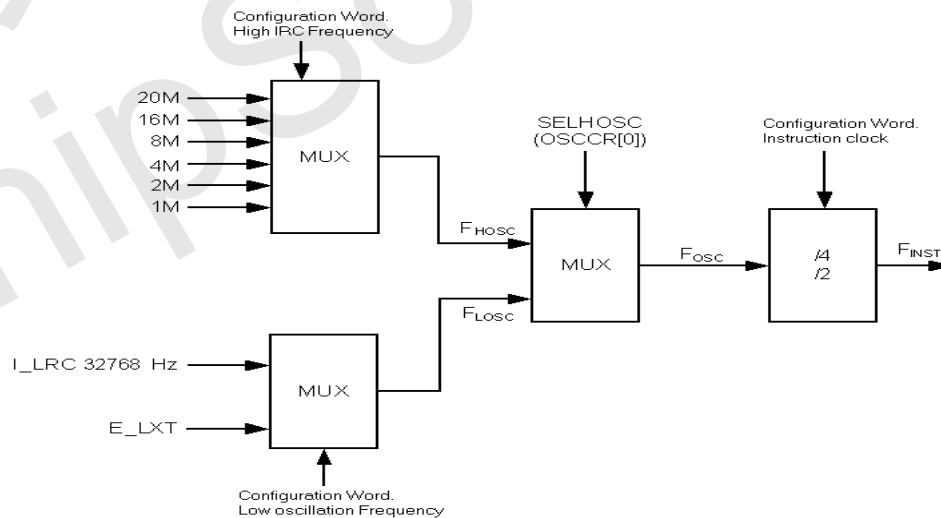 Configuration Word.
High IRC Frequency
20M
16M
8M
4M
2M
1M
MUX
SELHOSC
(OSCCR[0])
Configuration Word.
Instruction clock
FHOSC
MUX
FOSC
/4
/2
FINST
FLOSC
I_LRC 32768 Hz
E_LXT
MUX
Configuration Word.
Low oscillation Frequency